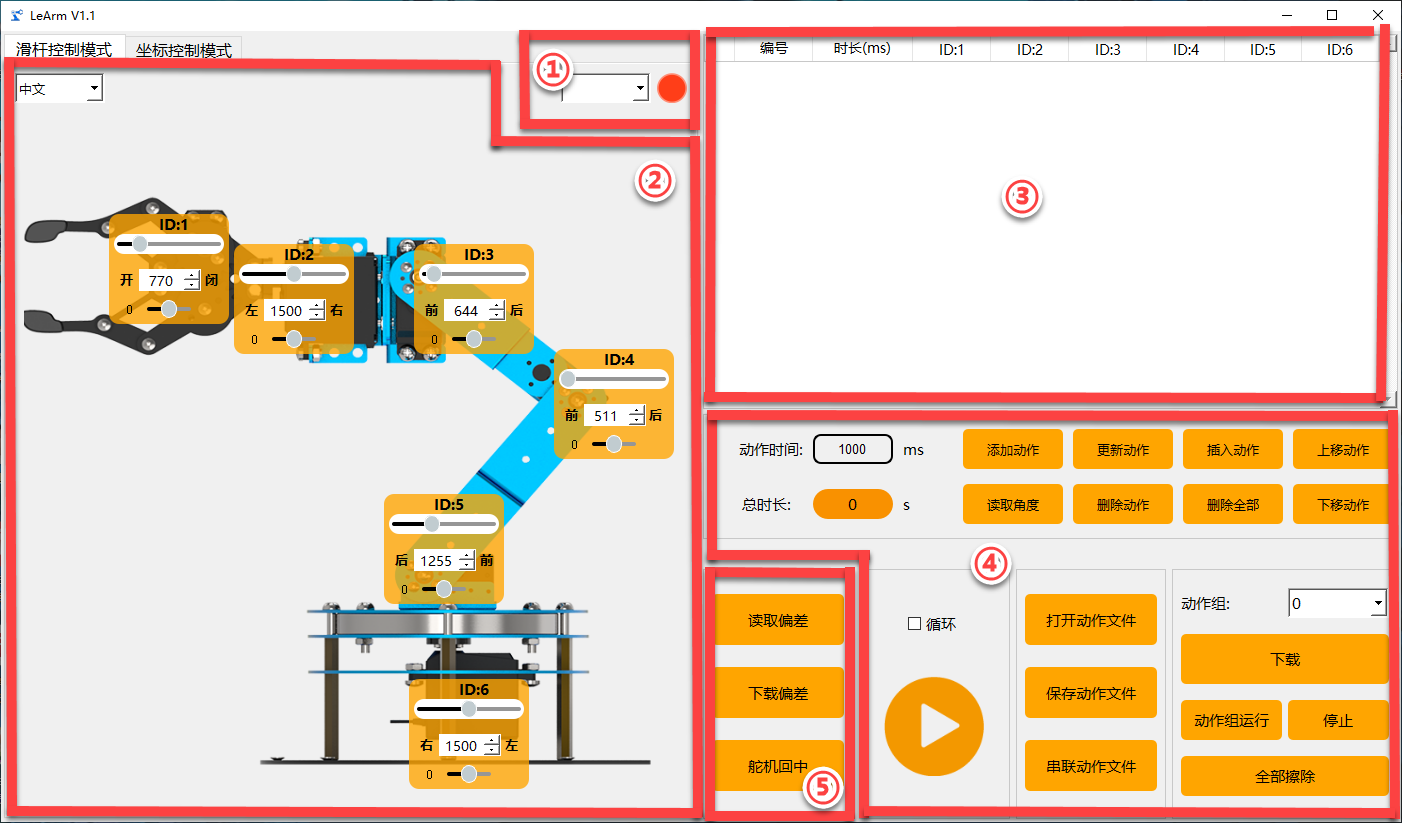 LeArm V1.1
滑杆控制模式 坐标控制模式
中文
①
②
ID:1
开 770 闭
0
ID:2
左 1500 右
0
ID:3
前 644 后
0
ID:4
前 511 后
0
ID:5
后 1255 前
0
ID:6
右 1500 左
0
编号 时长(ms) ID:1 ID:2 ID:3 ID:4 ID:5 ID:6
③
动作时间: 1000 ms
添加动作 更新动作 插入动作 上移动作
总时长: 0 s
读取角度 删除动作 删除全部 下移动作
④
读取偏差
下载偏差
舵机回中
⑤
循环
打开动作文件
保存动作文件
串联动作文件
动作组: 0
下载
动作组运行 停止
全部擦除